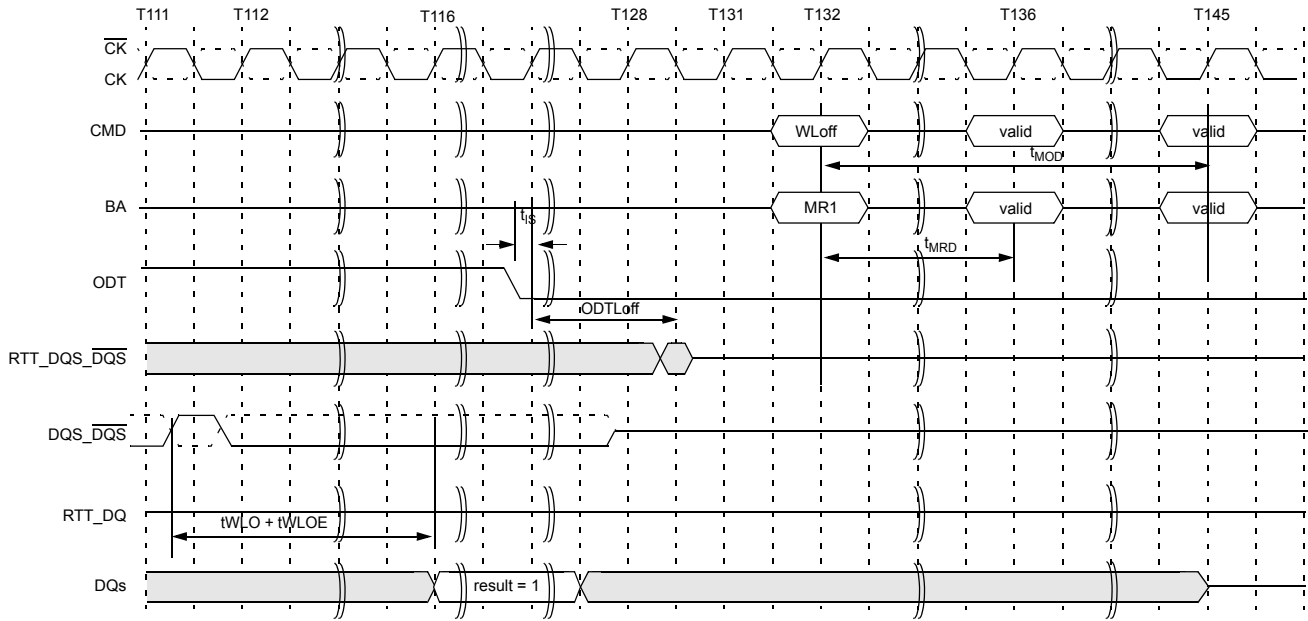 T111 T112 T116 T128 T131 T132 T136 T145
CK
CK
CMD WLoff valid valid
tMOD
BA MR1 valid valid
tIS
tMRD
ODT
ODTLoff
RTT_DQS_DQS
DQS_DQS
RTT_DQ
tWLO + tWLOE
DQs result = 1